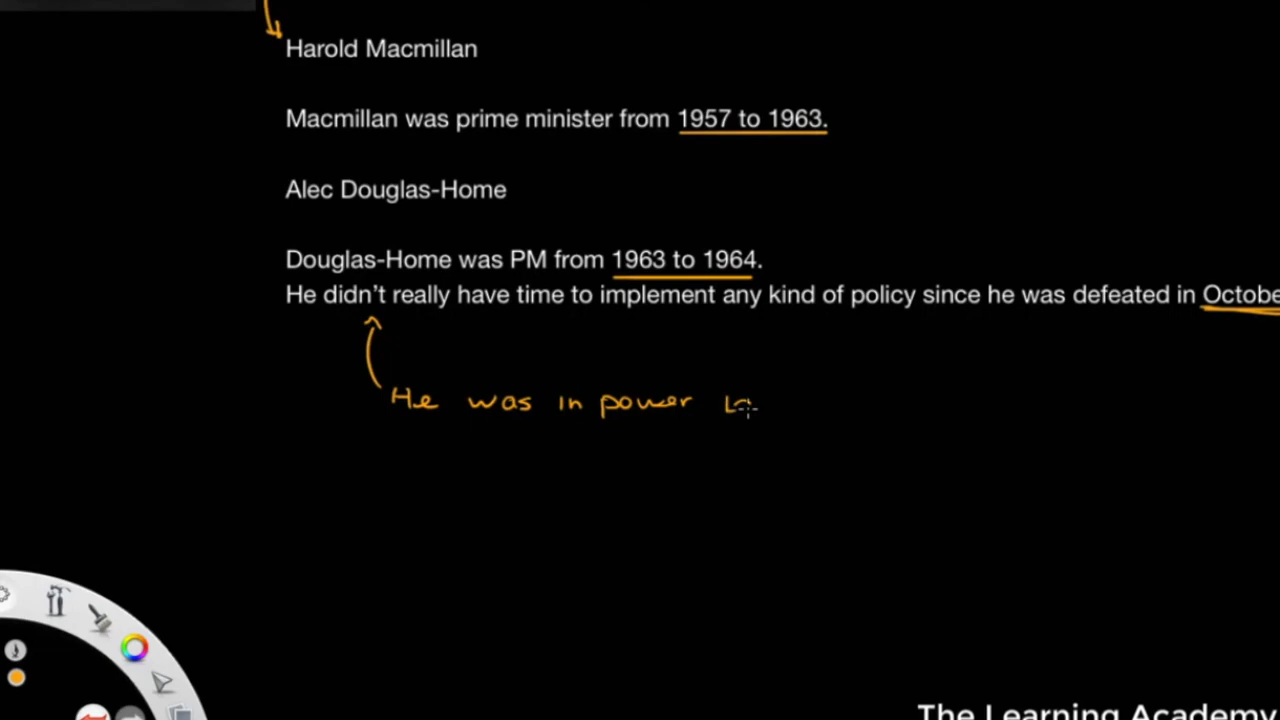 Harold Macmillan
Macmillan was prime minister from 1957 to 1963.
Alec Douglas-Home
Douglas-Home was PM from 1963 to 1964.
He didn't really have time to implement any kind of policy since he was defeated in Octobe
He was in power
The Learning Academy